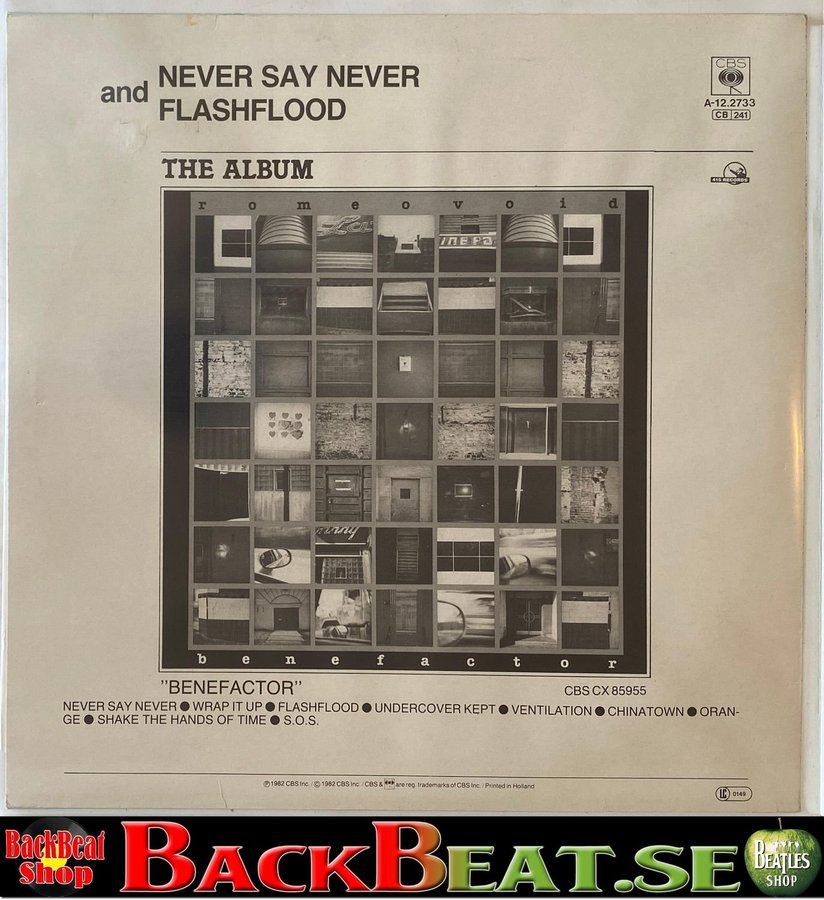 and NEVER SAY NEVER
FLASHFLOOD
CBS
A-12.2733
CB 241
THE ALBUM
415 RECORDS
romeovoid
benefactor
"BENEFACTOR"
CBS CX 85955
NEVER SAY NEVER ● WRAP IT UP ● FLASHFLOOD ● UNDERCOVER KEPT ● VENTILATION ● CHINATOWN ● ORAN-
GE ● SHAKE THE HANDS OF TIME ● S.O.S.
℗ 1982 CBS Inc. / © 1982 CBS Inc. / CBS & are reg. trademarks of CBS Inc. / Printed in Holland
LC 0149
BackBeat
Shop
BACKBEAT.SE
BEATLES
SHOP